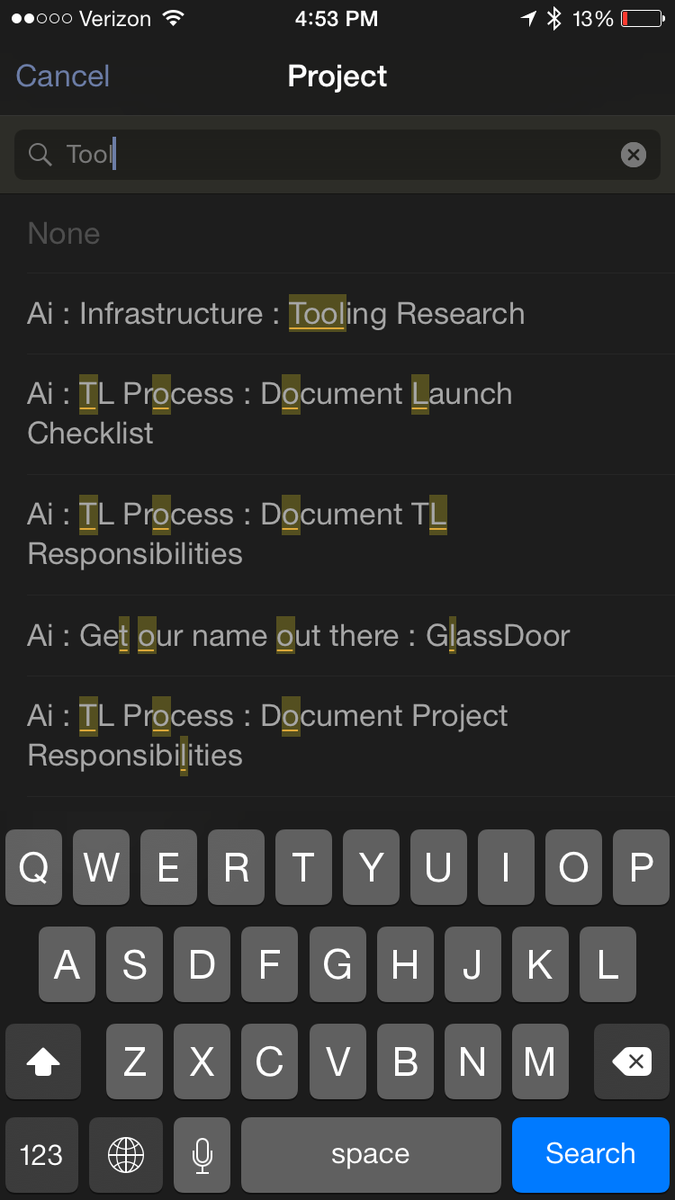 Verizon 4:53 PM 13%
Cancel Project
Tool
None
Ai : Infrastructure : Tooling Research
Ai : TL Process : Document Launch
Checklist
Ai : TL Process : Document TL
Responsibilities
Ai : Get our name out there : GlassDoor
Ai : TL Process : Document Project
Responsibilities
Q W E R T Y U I O P
A S D F G H J K L
Z X C V B N M
123 space Search